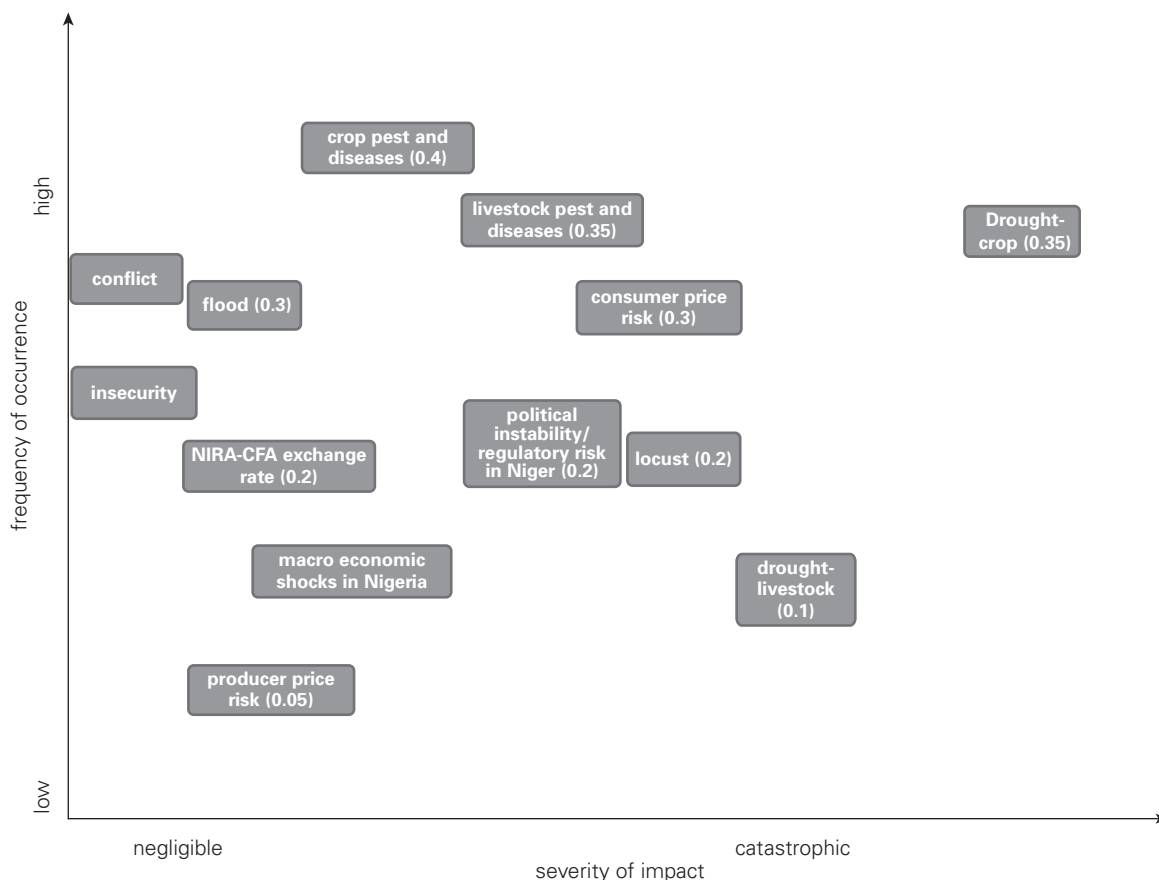 high
frequency of occurrence
low
crop pest and
diseases (0.4)
livestock pest and
diseases (0.35)
Drought-
crop (0.35)
conflict
flood (0.3)
consumer price
risk (0.3)
insecurity
political
instability/
regulatory risk
in Niger (0.2)
locust (0.2)
NIRA-CFA exchange
rate (0.2)
macro economic
shocks in Nigeria
drought-
livestock
(0.1)
producer price
risk (0.05)
negligible
catastrophic
severity of impact